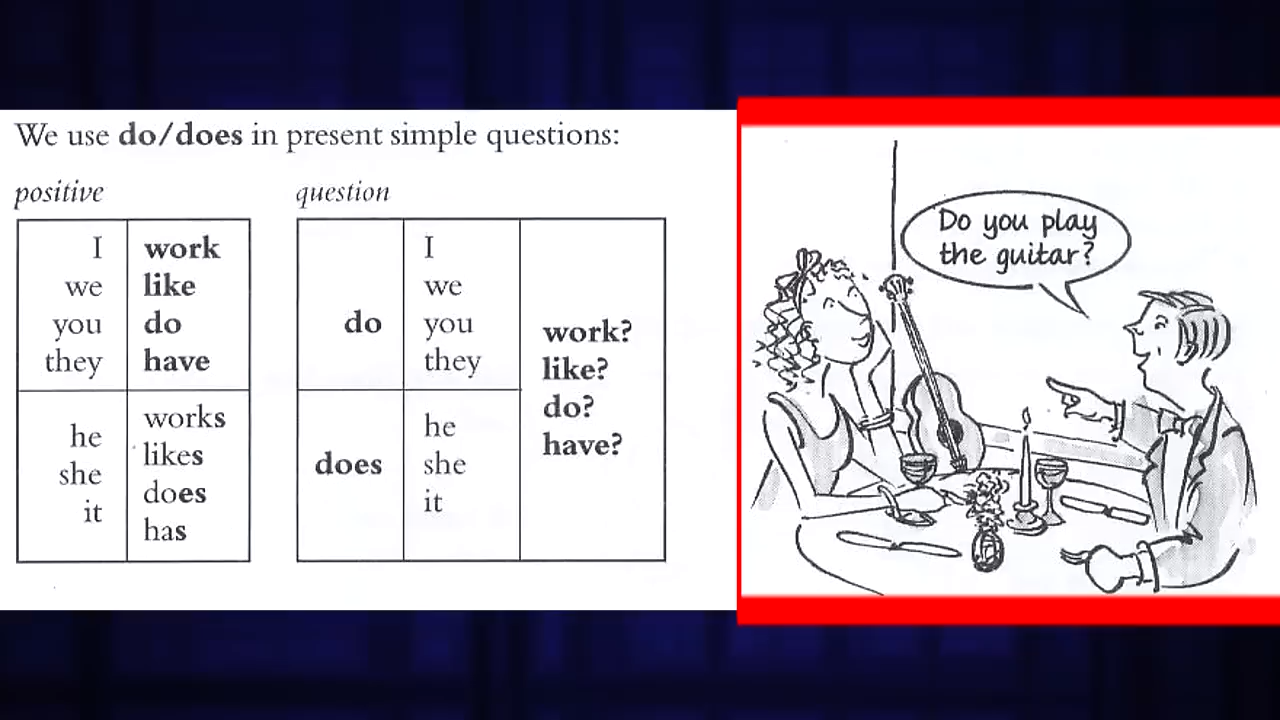 We use do/does in present simple questions:
positive
I
we
you
they
work
like
do
have
he
she
it
works
likes
does
has
question
do
I
we
you
they
does
he
she
it
work?
like?
do?
have?
Do you play
the guitar?